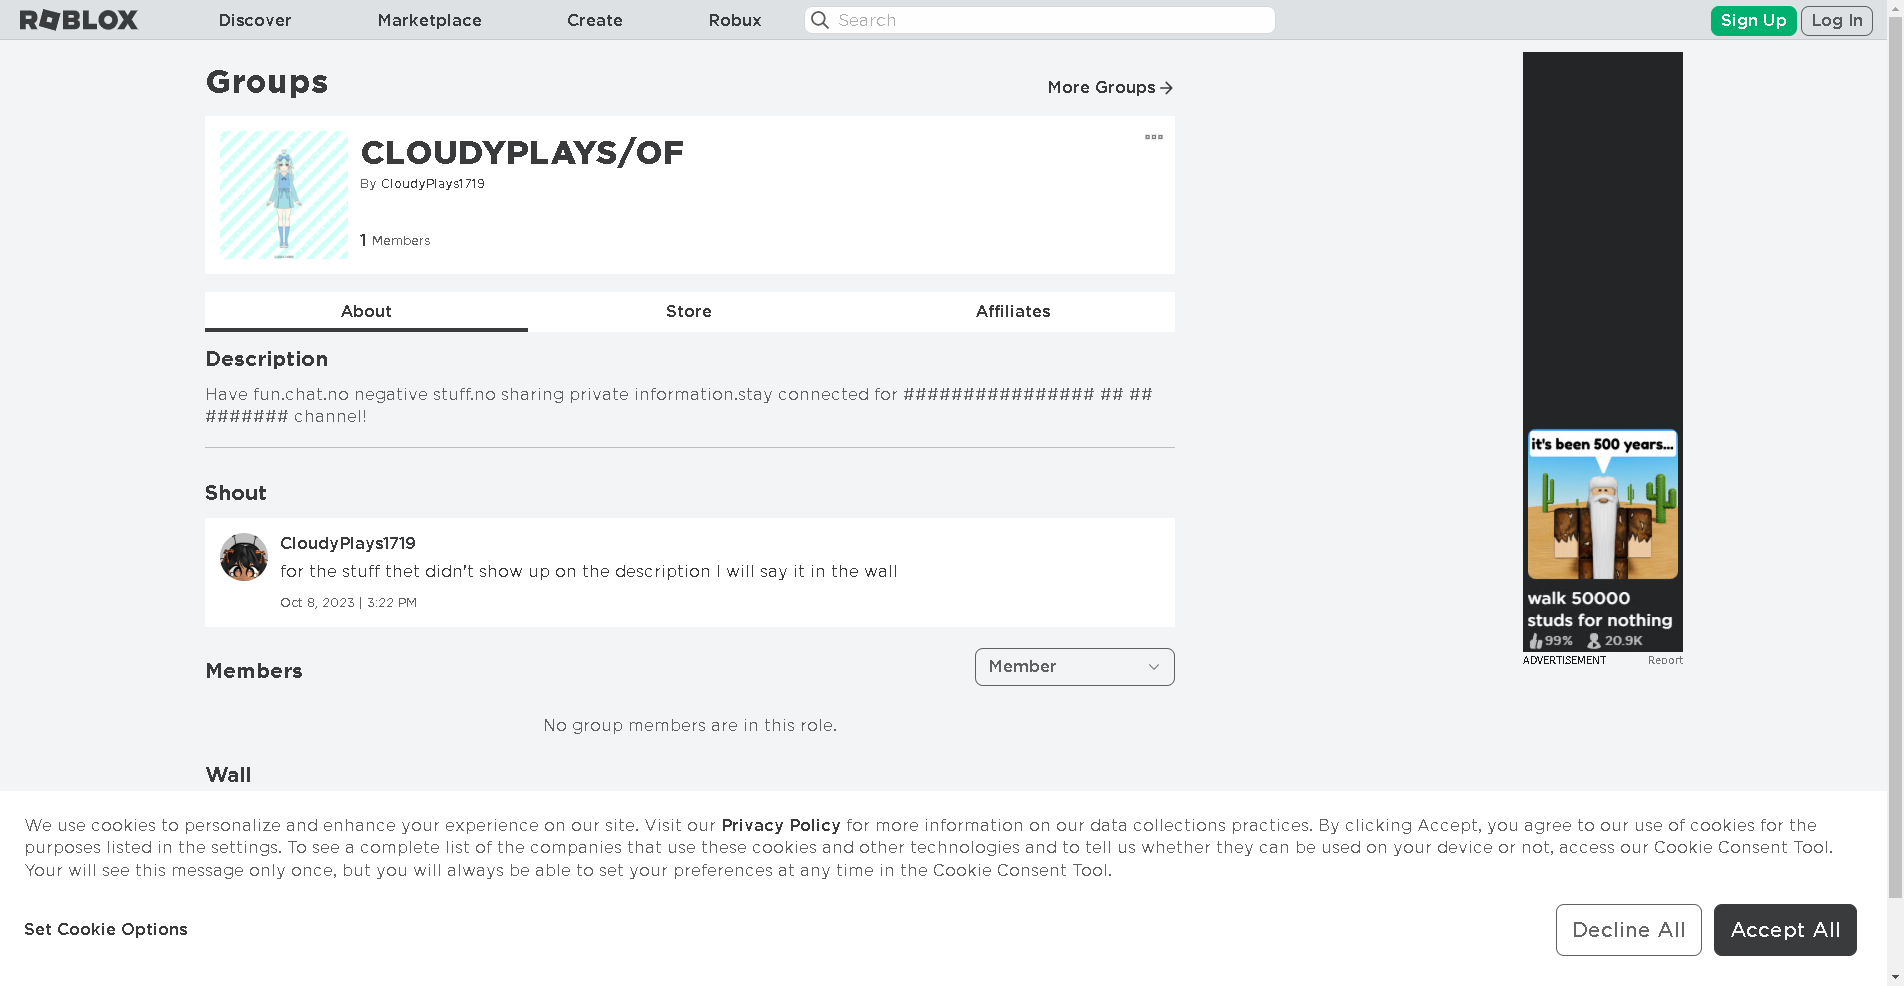 ROBLOX Discover Marketplace Create Robux Search Sign Up Log In
Groups
More Groups
CLOUDYPLAYS/OF
By CloudyPlays1719
1 Members
About Store Affiliates
Description
Have fun.chat.no negative stuff.no sharing private information.stay connected for ################ ## ##
####### channel!
Shout
CloudyPlays1719
for the stuff thet didn't show up on the description I will say it in the wall
Oct 8, 2023 | 3:22 PM
Members
Member
No group members are in this role.
Wall
it's been 500 years...
walk 50000
studs for nothing
99% 20.9K
ADVERTISEMENT Report
We use cookies to personalize and enhance your experience on our site. Visit our Privacy Policy for more information on our data collections practices. By clicking Accept, you agree to our use of cookies for the
purposes listed in the settings. To see a complete list of the companies that use these cookies and other technologies and to tell us whether they can be used on your device or not, access our Cookie Consent Tool.
Your will see this message only once, but you will always be able to set your preferences at any time in the Cookie Consent Tool.
Set Cookie Options
Decline All
Accept All